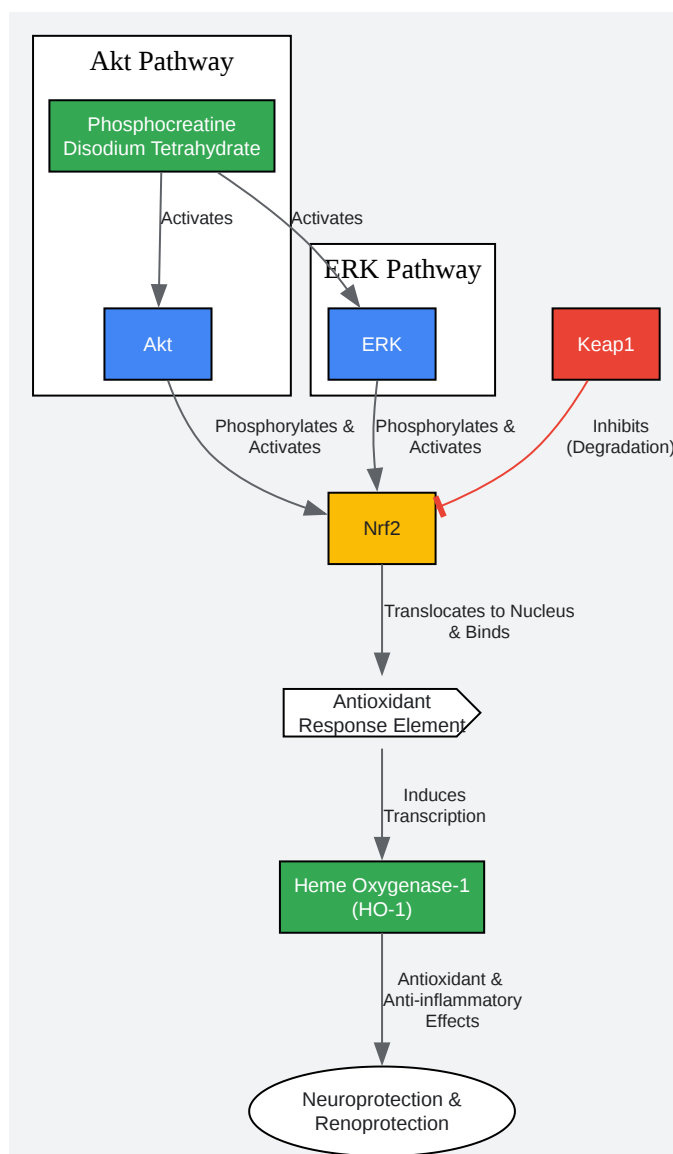 Akt Pathway
Phosphocreatine
Disodium Tetrahydrate
Activates
Activates
ERK Pathway
Akt
ERK
Keap1
Phosphorylates &
Activates
Phosphorylates &
Activates
Inhibits
(Degradation)
Nrf2
Translocates to Nucleus
& Binds
Antioxidant
Response Element
Induces
Transcription
Heme Oxygenase-1
(HO-1)
Antioxidant &
Anti-inflammatory
Effects
Neuroprotection &
Renoprotection